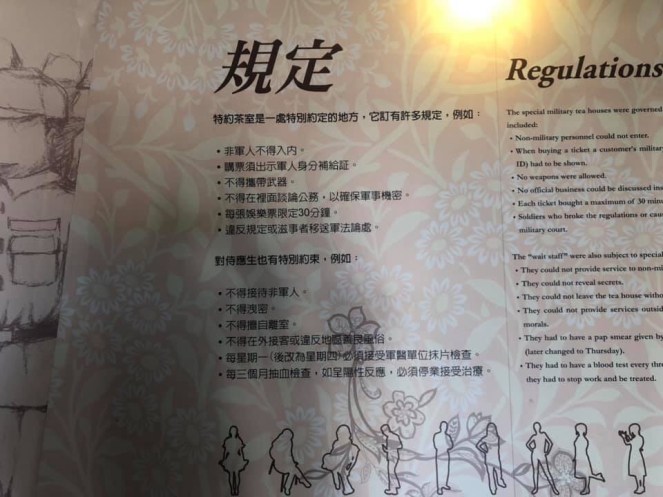 規定
特約茶室是一處特別約定的地方，它訂有許多規定，例如：
• 非軍人不得入內。
• 購票須出示軍人身分補給証。
• 不得攜帶武器。
• 不得在裡面談論公務，以確保軍事機密。
• 每張娛樂票限定30分鐘。
• 違反規定或滋事者移送軍法論處。
對侍應生也有特別約束，例如：
• 不得接待非軍人。
• 不得洩密。
• 不得擅自離室。
• 不得在外接客或違反地區善良風俗。
• 每星期一(後改為星期四)必須接受軍醫單位抹片檢查。
• 每三個月抽血檢查，如呈陽性反應，必須停業接受治療。
Regulations
The special military tea houses were governed
included:
• Non-military personnel could not enter.
• When buying a ticket a customer's military
ID) had to be shown.
• No weapons were allowed.
• No official business could be discussed
• Each ticket bought a maximum of 30
• Soldiers who broke the regulations or
military court.
The "wait staff" were also subject to special
• They could not provide service to
• They could not reveal secrets.
• They could not leave the tea house
• They could not provide services
morals.
• They had to have a pap smear given by
(later changed to Thursday).
• They had to have a blood test every
they had to stop work and be treated.